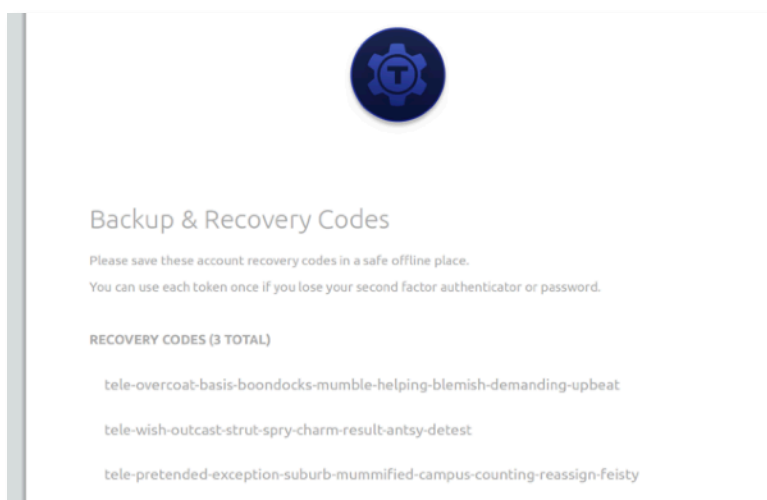 T
Backup & Recovery Codes
Please save these account recovery codes in a safe offline place.
You can use each token once if you lose your second factor authenticator or password.
RECOVERY CODES (3 TOTAL)
tele-overcoat-basis-boondocks-mumble-helping-blemish-demanding-upbeat
tele-wish-outcast-strut-spry-charm-result-antsy-detest
tele-pretended-exception-suburb-mummified-campus-counting-reassign-feisty